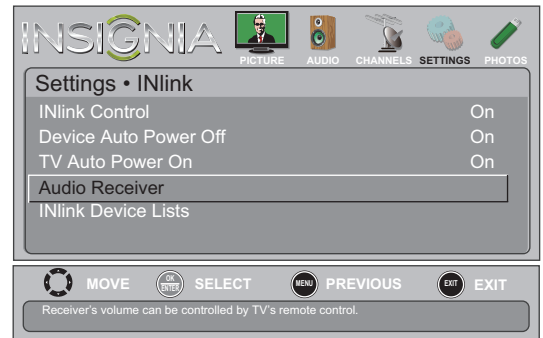 INSIGNIA
PICTURE AUDIO CHANNELS SETTINGS PHOTOS
Settings • INlink
INlink Control On
Device Auto Power Off On
TV Auto Power On On
Audio Receiver
INlink Device Lists
MOVE OK ENTER SELECT MENU PREVIOUS EXIT EXIT
Receiver's volume can be controlled by TV's remote control.